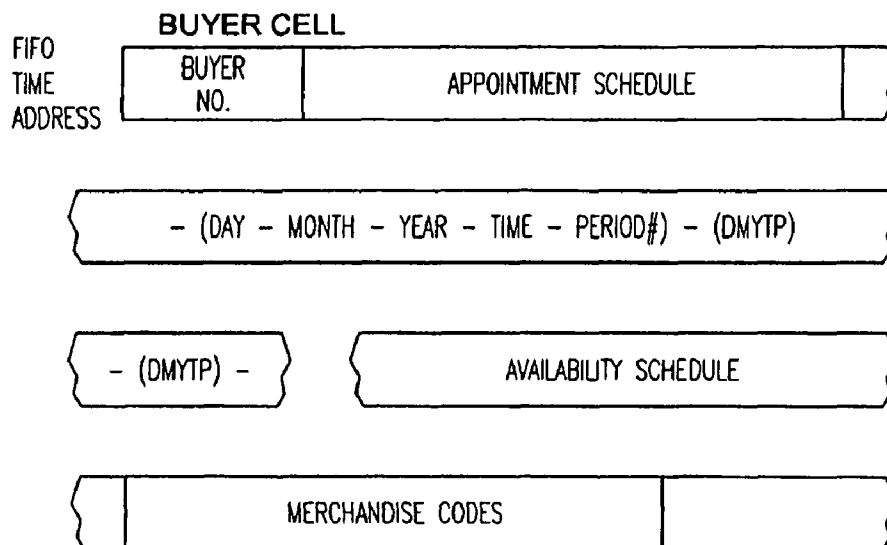 BUYER CELL
FIFO
TIME
ADDRESS
BUYER
NO.
APPOINTMENT SCHEDULE
- (DAY - MONTH - YEAR - TIME - PERIOD#) - (DMYTP)
- (DMYTP) -
AVAILABILITY SCHEDULE
MERCHANDISE CODES